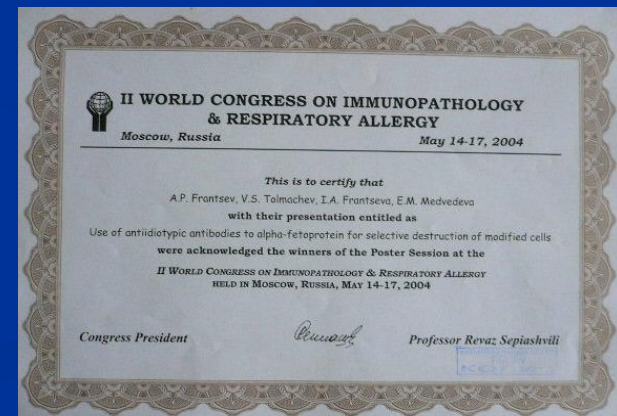 II WORLD CONGRESS ON IMMUNOPATHOLOGY
& RESPIRATORY ALLERGY
Moscow, Russia May 14-17, 2004
This is to certify that
A.P. Frantsev, V.S. Tolmachev, I.A. Frantseva, E.M. Medvedeva
with their presentation entitled as
Use of antiidiotypic antibodies to alpha-fetoprotein for selective destruction of modified cells
were acknowledged the winners of the Poster Session at the
II WORLD CONGRESS ON IMMUNOPATHOLOGY & RESPIRATORY ALLERGY
HELD IN MOSCOW, RUSSIA, MAY 14-17, 2004
Congress President Professor Revaz Sepiashvili